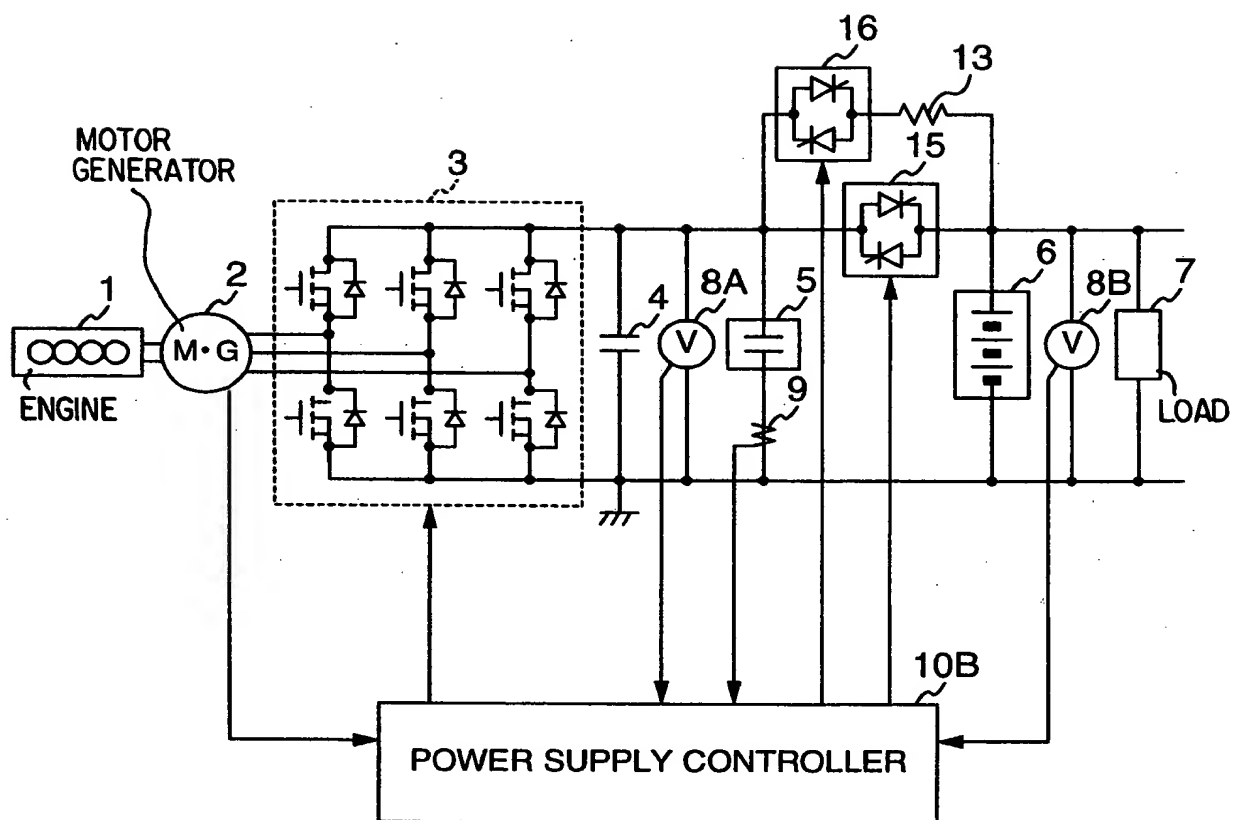 16
13
MOTOR
GENERATOR
3
15
1
2
8A
5
6
8B
7
4
V
V
M·G
9
ENGINE
LOAD
10B
POWER SUPPLY CONTROLLER